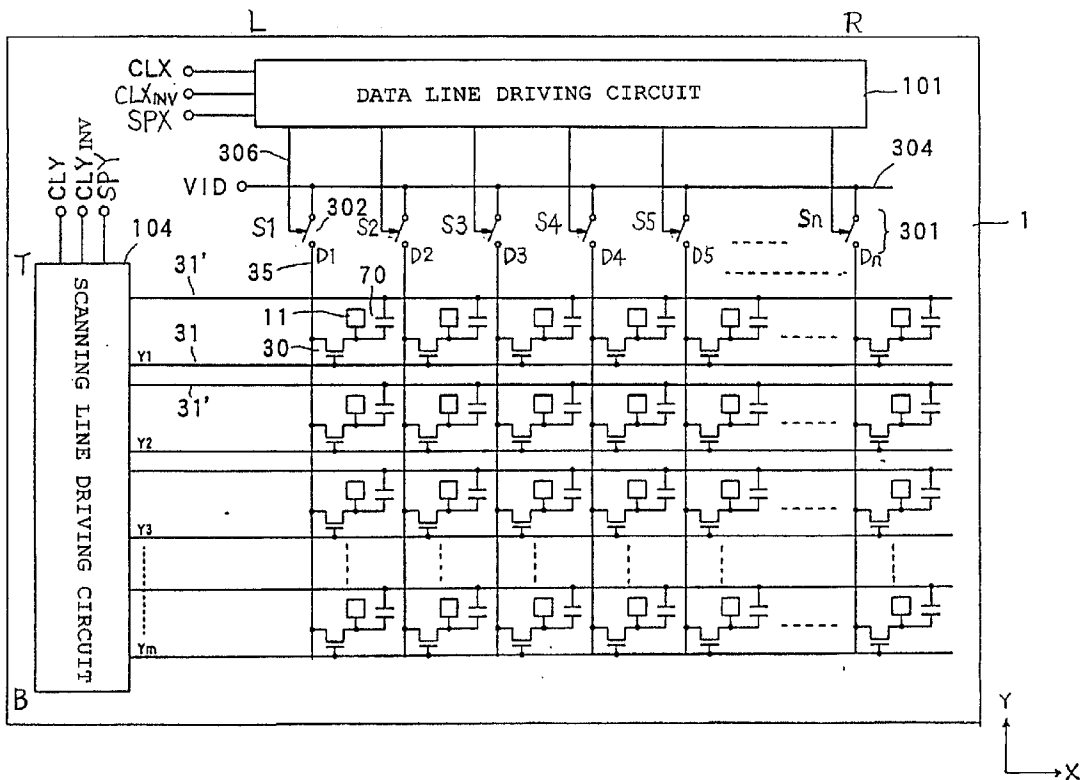 L R
CLX
CLXINV
SPX
DATA LINE DRIVING CIRCUIT
101
CLY
CLYINV
SPY
306
VID
304
104
S1
302
S2
S3
S4
S5
Sn
301
1
T
35
D1
D2
D3
D4
D5
Dn
31'
70
11
31
30
Y1
31'
Y2
Y3
Ym
SCANNING LINE DRIVING CIRCUIT
B
Y
X